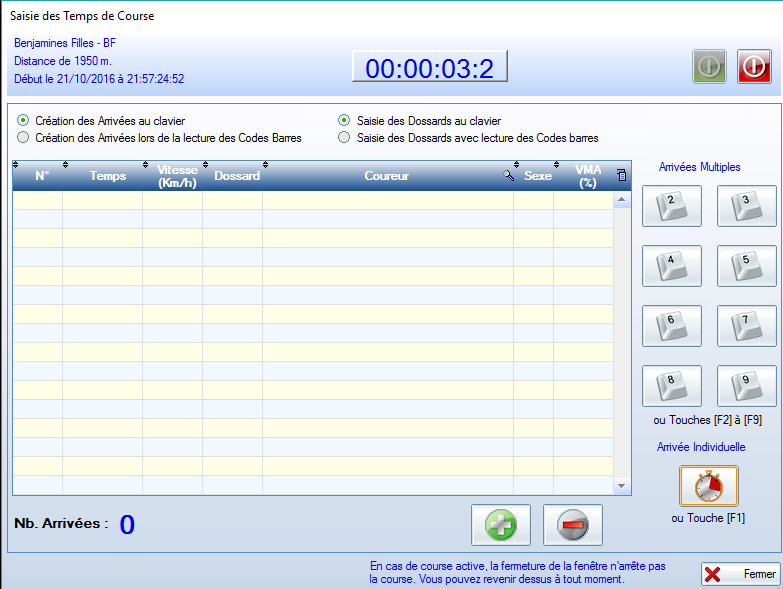 Saisie des Temps de Course
Benjamines Filles - BF
Distance de 1950 m.
Début le 21/10/2016 à 21:57:24:52
00:00:03:2
Création des Arrivées au clavier
Saisie des Dossards au clavier
Création des Arrivées lors de la lecture des Codes Barres
Saisie des Dossards avec lecture des Codes barres
N° Temps Vitesse (Km/h) Dossard Coureur Sexe VMA (%)
Arrivées Multiples
2 3
4 5
6 7
8 9
ou Touches [F2] à [F9]
Arrivée Individuelle
ou Touche [F1]
Nb. Arrivées : 0
En cas de course active, la fermeture de la fenêtre n'arrête pas
la course. Vous pouvez revenir dessus à tout moment.
Fermer